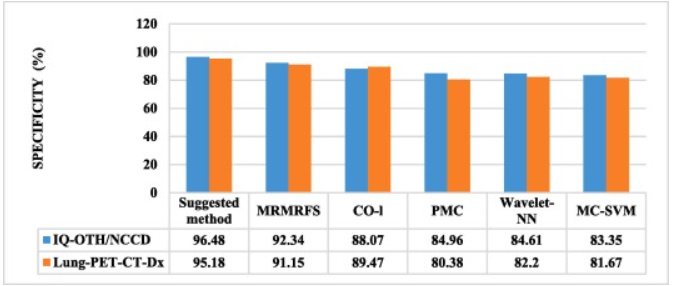 120
100
80
60
40
20
0
SPECIFICITY (%)
Suggested method MRMRFS CO-l PMC Wavelet-NN MC-SVM
IQ-OTH/NCCD 96.48 92.34 88.07 84.96 84.61 83.35
Lung-PET-CT-Dx 95.18 91.15 89.47 80.38 82.2 81.67